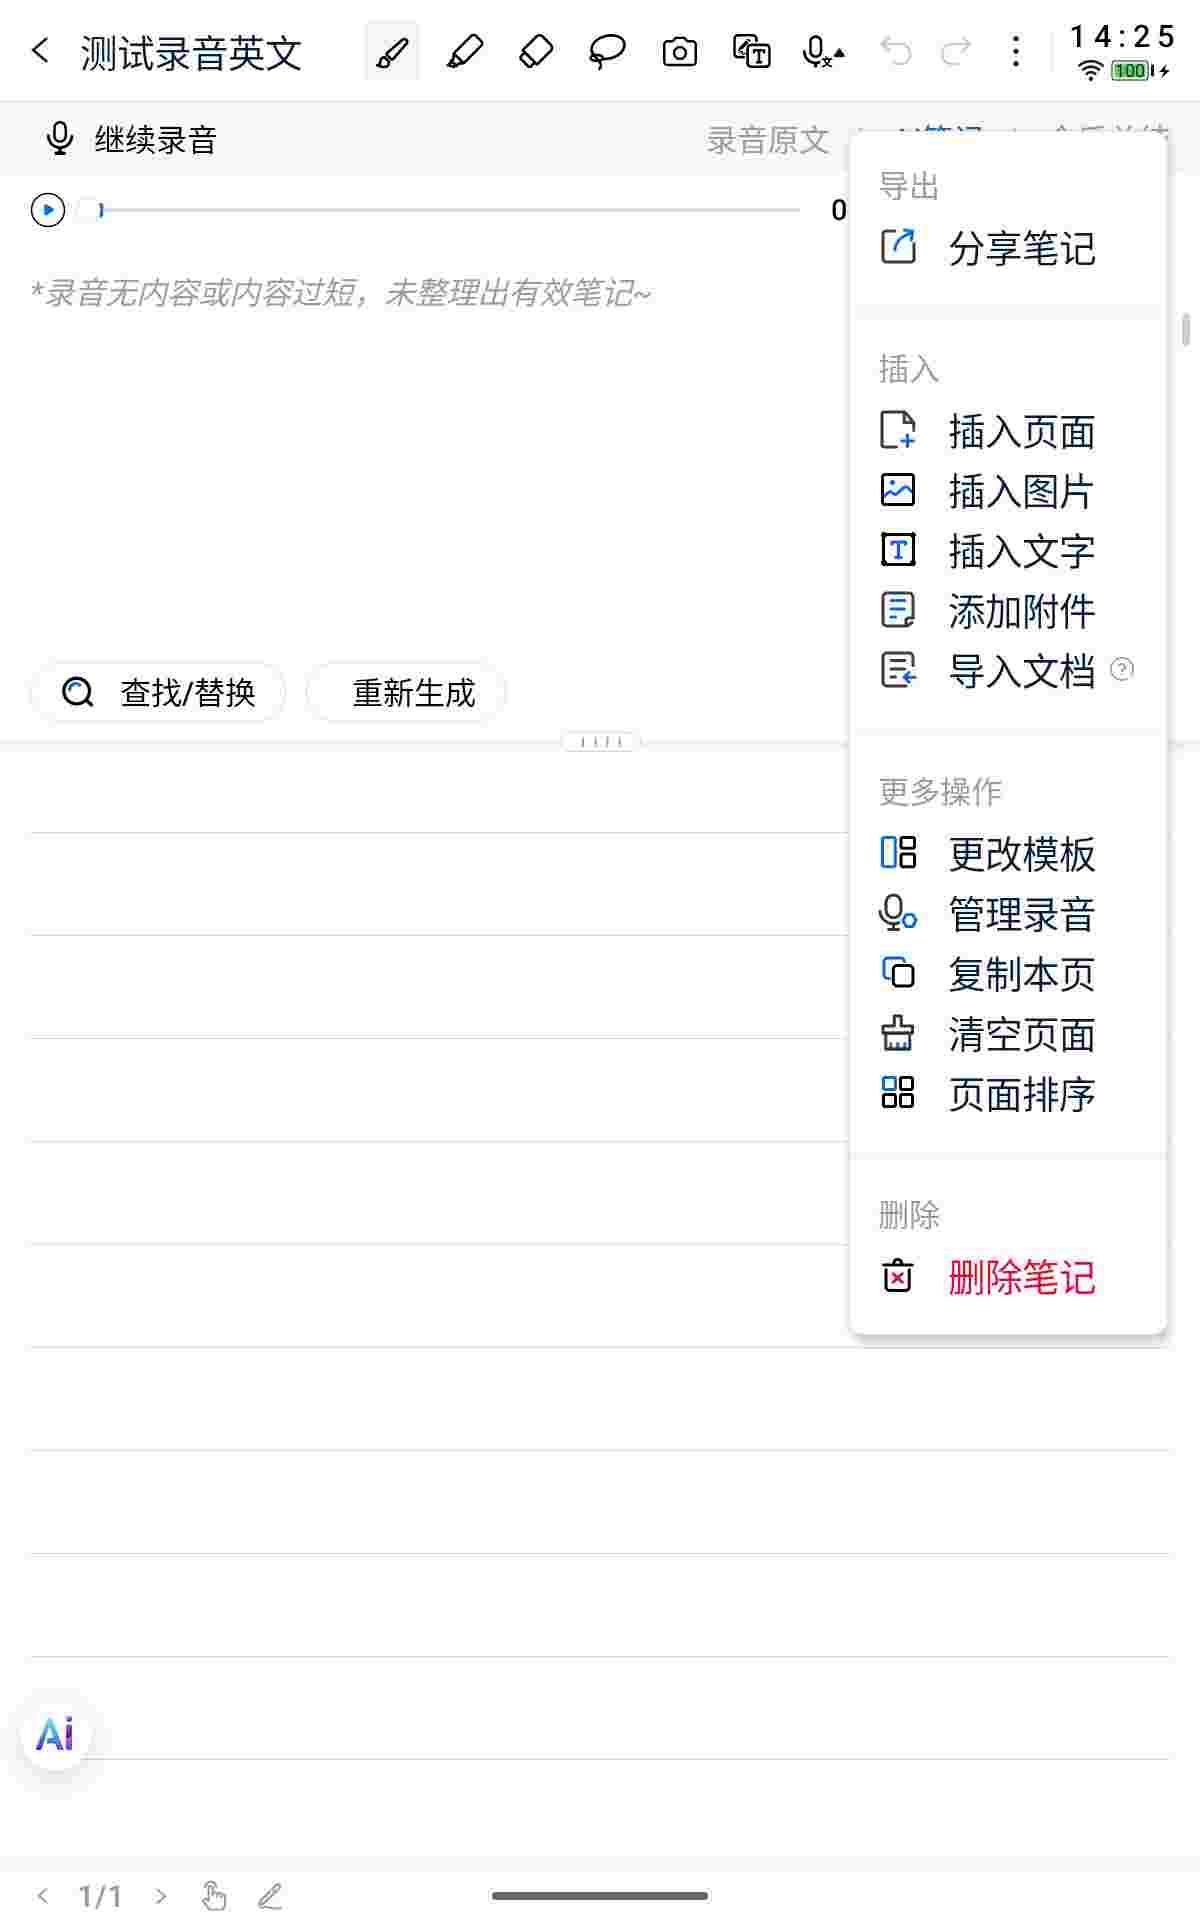 测试录音英文
14:25
100
继续录音
录音原文
0
*录音无内容或内容过短，未整理出有效笔记~
查找/替换
重新生成
导出
分享笔记
插入
插入页面
插入图片
插入文字
添加附件
导入文档
更多操作
更改模板
管理录音
复制本页
清空页面
页面排序
删除
删除笔记
Ai
1/1